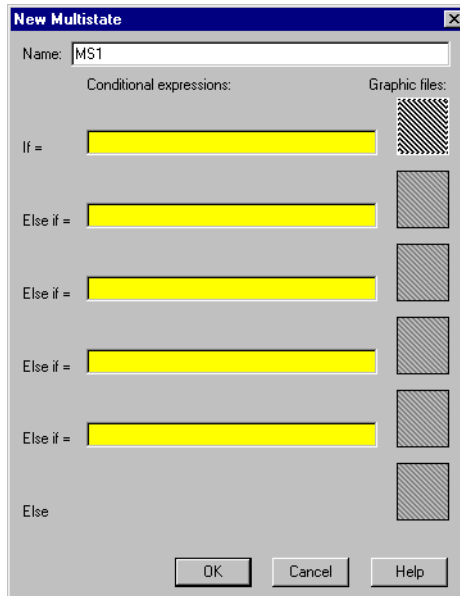 New Multistate
Name: MS1
Conditional expressions: Graphic files:
If =
Else if =
Else if =
Else if =
Else if =
Else
OK Cancel Help